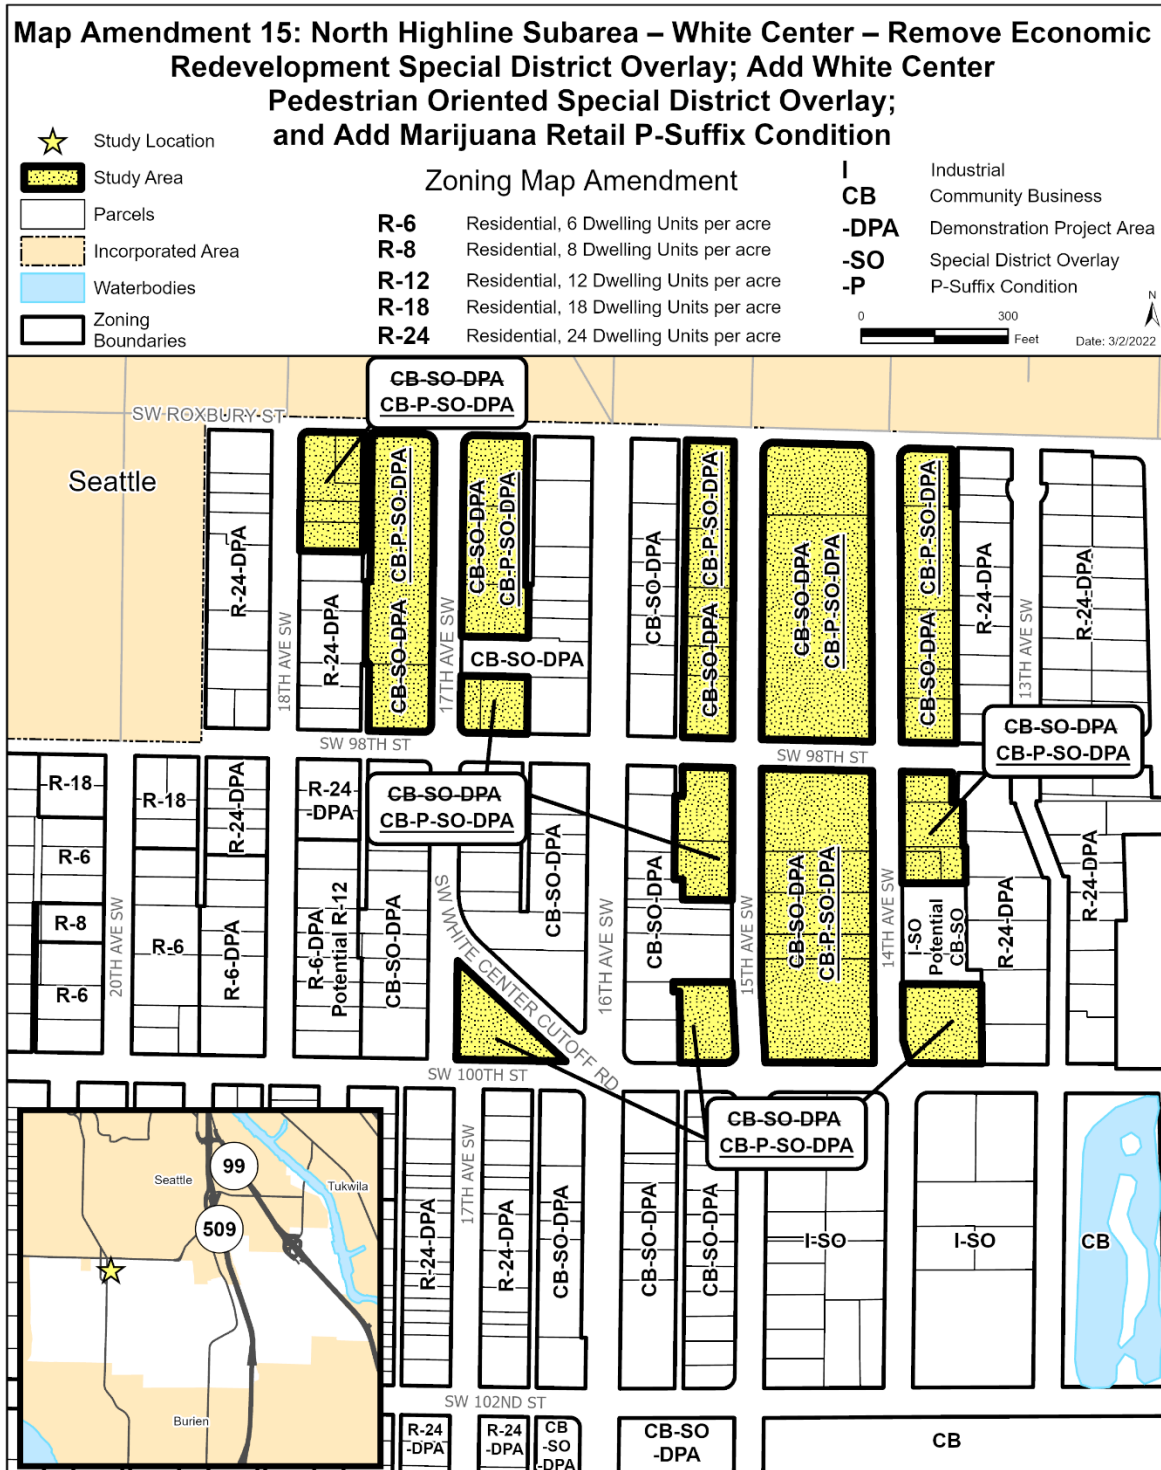 Map Amendment 15: North Highline Subarea – White Center – Remove Economic
Redevelopment Special District Overlay; Add White Center
Pedestrian Oriented Special District Overlay;
and Add Marijuana Retail P-Suffix Condition
Study Location
Study Area
Parcels
Incorporated Area
Waterbodies
Zoning
Boundaries
Zoning Map Amendment
R-6 Residential, 6 Dwelling Units per acre
R-8 Residential, 8 Dwelling Units per acre
R-12 Residential, 12 Dwelling Units per acre
R-18 Residential, 18 Dwelling Units per acre
R-24 Residential, 24 Dwelling Units per acre
I Industrial
CB Community Business
-DPA Demonstration Project Area
-SO Special District Overlay
-P P-Suffix Condition
0 300
Feet
N
Date: 3/2/2022
CB-SO-DPA
CB-P-SO-DPA
SW ROXBURY ST
Seattle
R-24-DPA
18TH AVE SW
R-24-DPA
CB-SO-DPA
CB-P-SO-DPA
17TH AVE SW
CB-SO-DPA
CB-P-SO-DPA
CB-SO-DPA
CB-SO-DPA
CB-SO-DPA
CB-P-SO-DPA
CB-SO-DPA
CB-P-SO-DPA
CB-SO-DPA
CB-P-SO-DPA
R-24-DPA
13TH AVE SW
R-24-DPA
SW 98TH ST
SW 98TH ST
CB-SO-DPA
CB-P-SO-DPA
R-18
R-6
R-8
R-6
20TH AVE SW
R-18
R-6
R-24-DPA
R-6-DPA
R-24
-DPA
R-6-DPA
Potential R-12
CB-SO-DPA
CB-SO-DPA
CB-P-SO-DPA
SW WHITE CENTER CUTOFF RD
CB-SO-DPA
16TH AVE SW
CB-SO-DPA
15TH AVE SW
CB-SO-DPA
CB-P-SO-DPA
14TH AVE SW
I-SO
Potential
CB-SO
R-24-DPA
R-24-DPA
SW 100TH ST
CB-SO-DPA
CB-P-SO-DPA
R-24-DPA
17TH AVE SW
R-24-DPA
CB-SO-DPA
CB-SO-DPA
CB-SO-DPA
I-SO
I-SO
CB
SW 102ND ST
R-24
-DPA
R-24
-DPA
CB
-SO
-DPA
CB-SO
-DPA
CB
Seattle
99
Tukwila
509
Burien